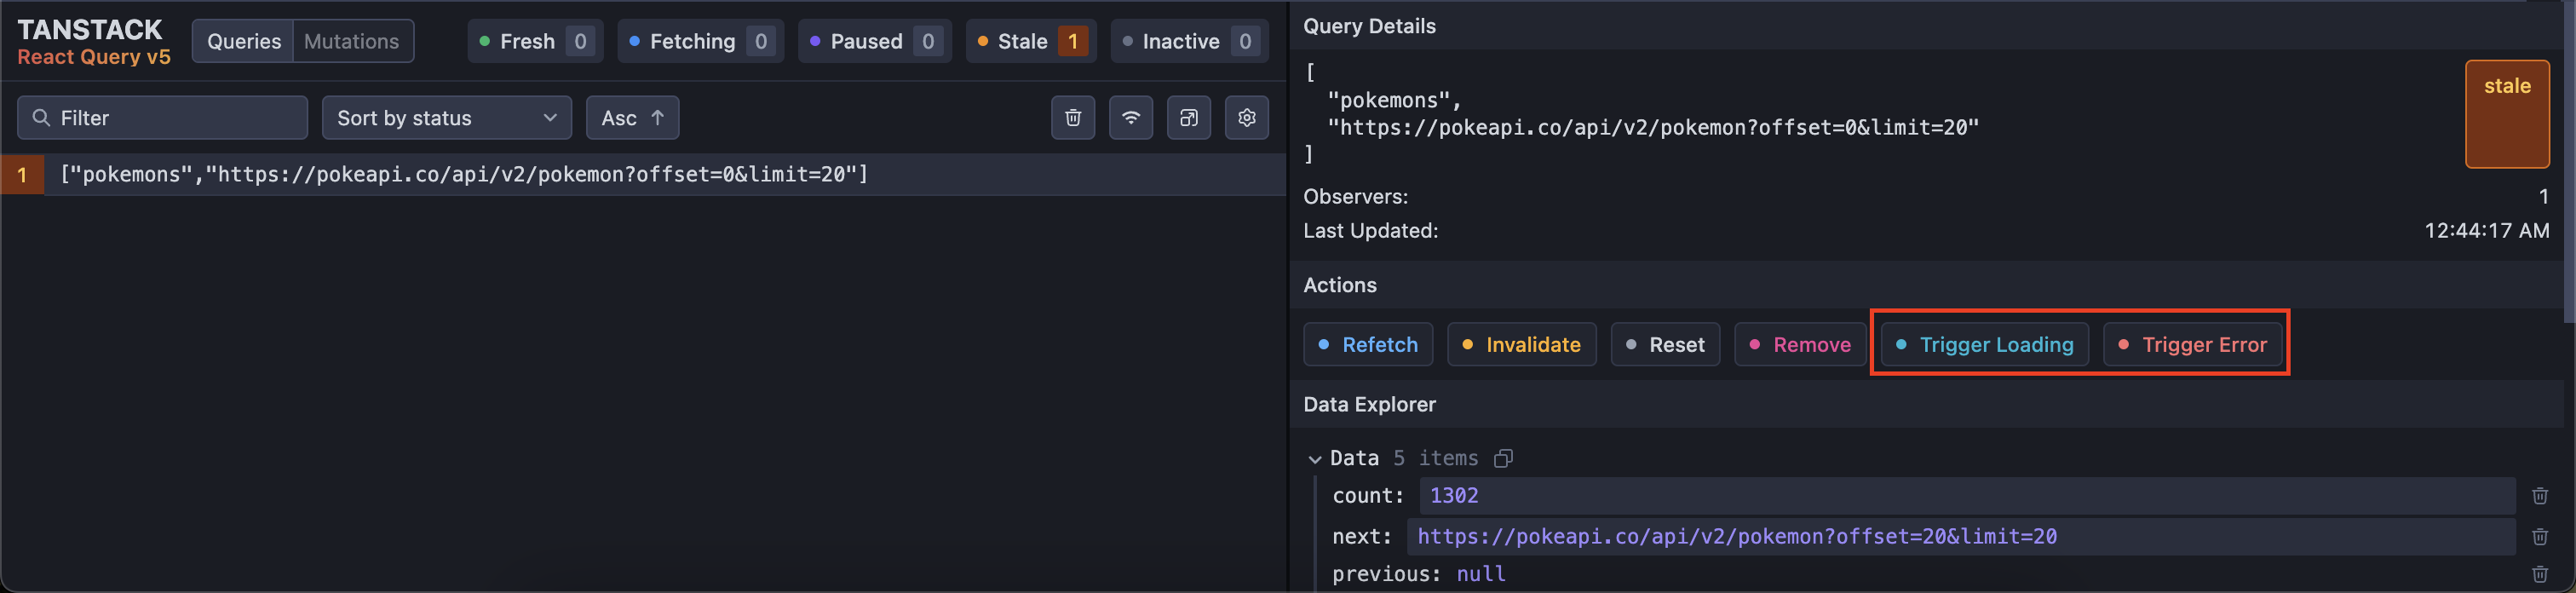 TANSTACK
React Query v5
Queries Mutations
Fresh 0 Fetching 0 Paused 0 Stale 1 Inactive 0
Filter Sort by status Asc ↑
1 ["pokemons","https://pokeapi.co/api/v2/pokemon?offset=0&limit=20"]
Query Details
[
"pokemons",
"https://pokeapi.co/api/v2/pokemon?offset=0&limit=20"
]
stale
Observers: 1
Last Updated: 12:44:17 AM
Actions
Refetch Invalidate Reset Remove Trigger Loading Trigger Error
Data Explorer
Data 5 items
count: 1302
next: https://pokeapi.co/api/v2/pokemon?offset=20&limit=20
previous: null